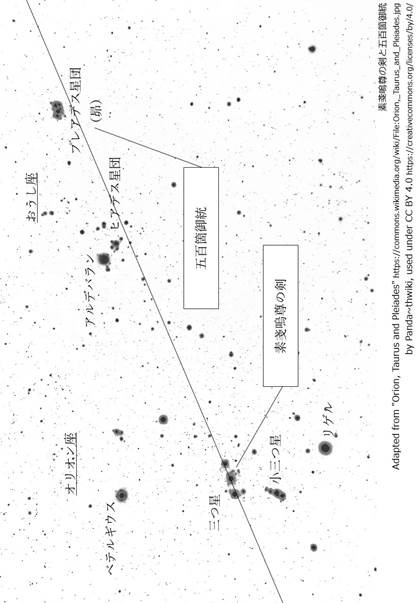 おうし座
オリオン座
プレアデス星団
(昴)
アルデバラン
ヒアデス星団
ベテルギウス
五百箇御統
三つ星
小三つ星
素戔嗚尊の剣
リゲル
素戔嗚尊の剣と五百箇御統
Adapted from "Orion, Taurus and Pleiades" https://commons.wikimedia.org/wiki/File:Orion,_Taurus_and_Pleiades.jpg
by Panda~thwiki, used under CC BY 4.0 https://creativecommons.org/licenses/by/4.0/